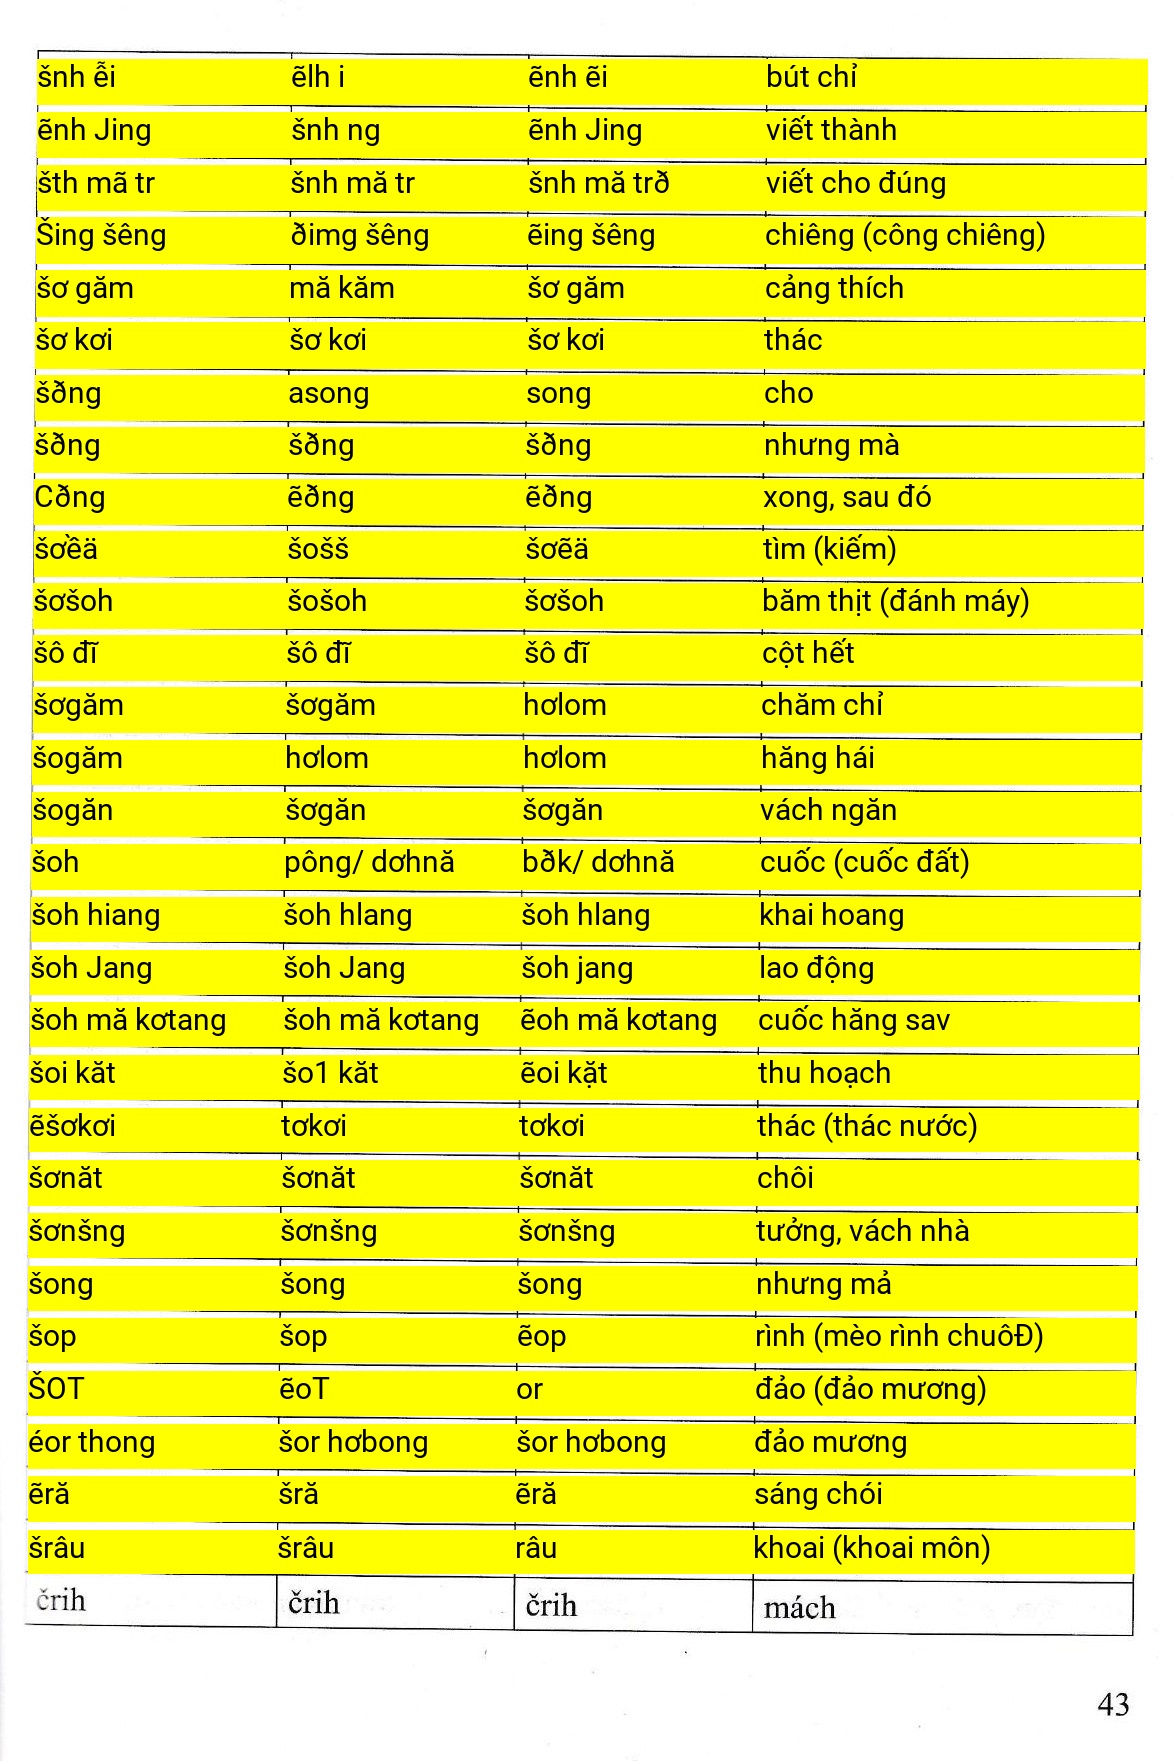 šnh ễi ẽlh i ẽnh ẽi bút chỉ
ẽnh Jing šnh ng ẽnh Jing viết thành
šth mã tr šnh mă tr šnh mă trð viết cho đúng
Šing šêng ðimg šêng ẽing šêng chiêng (công chiêng)
šơ găm mă kăm šơ găm cảng thích
šơ kơi šơ kơi šơ kơi thác
šðng asong song cho
šðng šðng šðng nhưng mà
Cðng ẽðng ẽðng xong, sau đó
šơềä šošš šơẽä tìm (kiếm)
šơšoh šošoh šơšoh băm thịt (đánh máy)
šô đĩ šô đĩ šô đĩ cột hết
šơgăm šơgăm hơlom chăm chỉ
šogăm hơlom hơlom hăng hái
šogăn šơgăn šơgăn vách ngăn
šoh pông/ dơhnă bðk/ dơhnă cuốc (cuốc đất)
šoh hiang šoh hlang šoh hlang khai hoang
šoh Jang šoh Jang šoh jang lao động
šoh mă kơtang šoh mă kơtang ẽoh mă kơtang cuốc hăng sav
šoi kăt šo1 kăt ẽoi kặt thu hoạch
ẽšơkơi tơkơi tơkơi thác (thác nước)
šơnăt šơnăt šơnăt chôi
šơnšng šơnšng šơnšng tưởng, vách nhà
šong šong šong nhưng mả
šop šop ẽop rình (mèo rình chuôĐ)
ŠOT ẽoT or đảo (đảo mương)
éor thong šor hơbong šor hơbong đảo mương
ẽră šră ẽră sáng chói
šrâu šrâu râu khoai (khoai môn)
črih črih črih mách
43